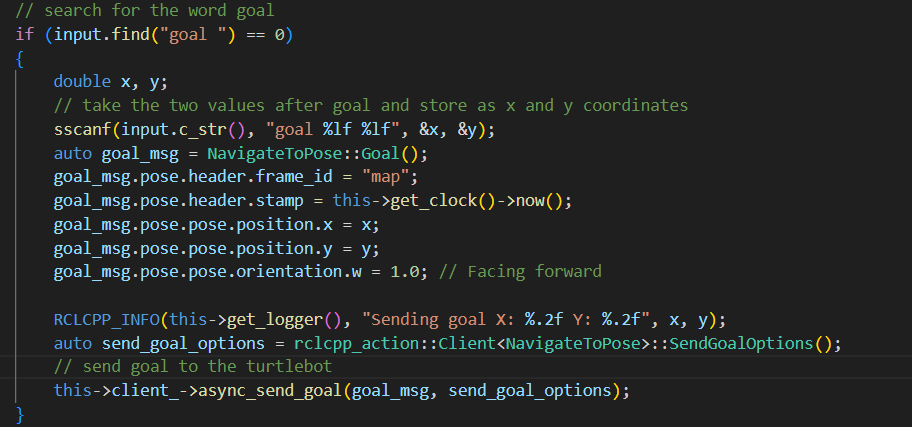 // search for the word goal
if (input.find("goal ") == 0)
{
    double x, y;
    // take the two values after goal and store as x and y coordinates
    sscanf(input.c_str(), "goal %lf %lf", &x, &y);
    auto goal_msg = NavigateToPose::Goal();
    goal_msg.pose.header.frame_id = "map";
    goal_msg.pose.header.stamp = this->get_clock()->now();
    goal_msg.pose.pose.position.x = x;
    goal_msg.pose.pose.position.y = y;
    goal_msg.pose.pose.orientation.w = 1.0; // Facing forward

    RCLCPP_INFO(this->get_logger(), "Sending goal X: %.2f Y: %.2f", x, y);
    auto send_goal_options = rclcpp_action::Client<NavigateToPose>::SendGoalOptions();
    // send goal to the turtlebot
    this->client_->async_send_goal(goal_msg, send_goal_options);
}